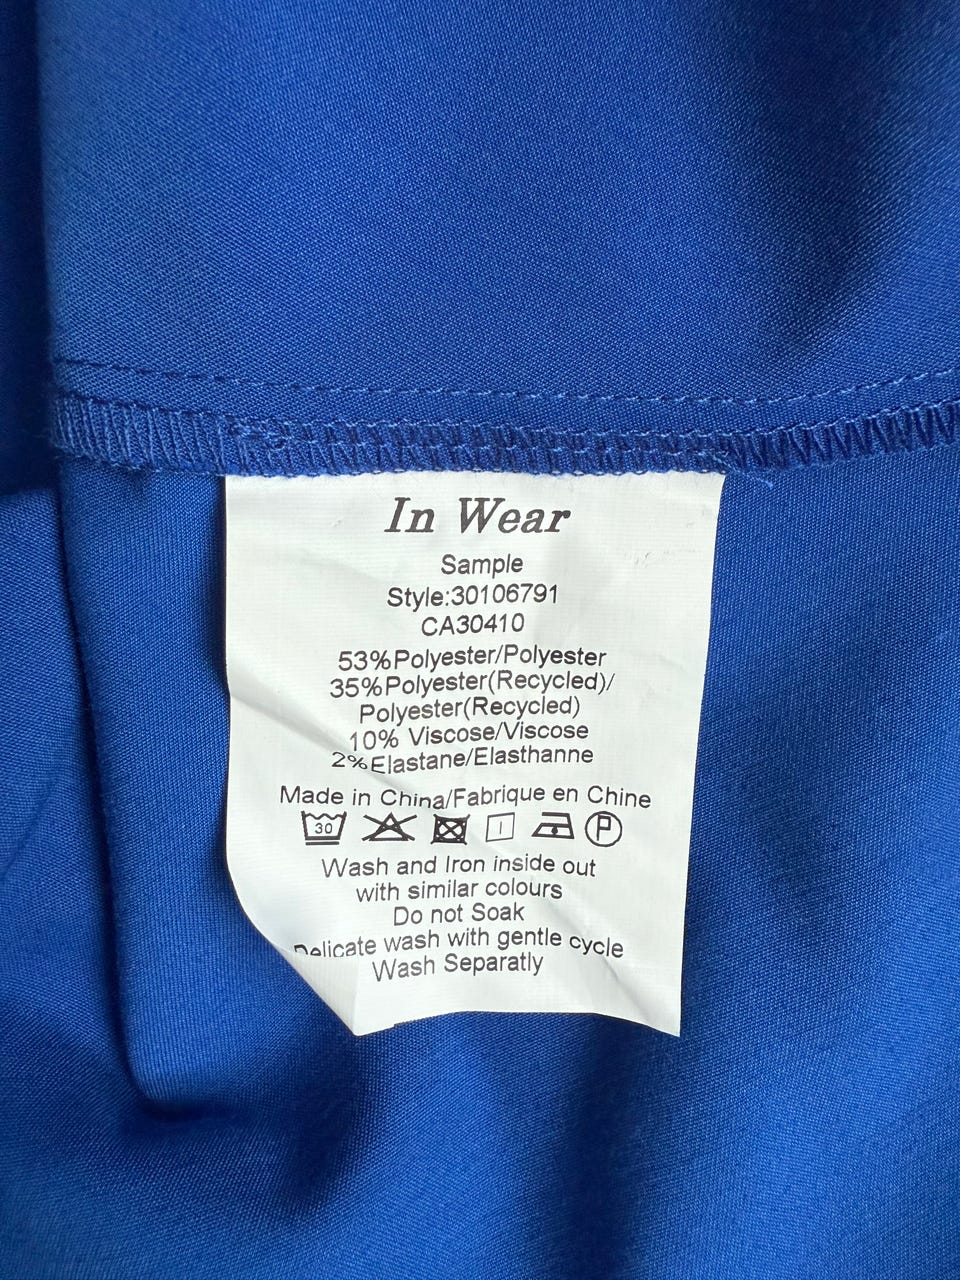 In Wear
Sample
Style:30106791
CA30410
53%Polyester/Polyester
35%Polyester(Recycled)/
Polyester(Recycled)
10% Viscose/Viscose
2%Elastane/Elasthanne
Made in China/Fabrique en Chine
30 P
Wash and Iron inside out
with similar colours
Do not Soak
Delicate wash with gentle cycle
Wash Separatly